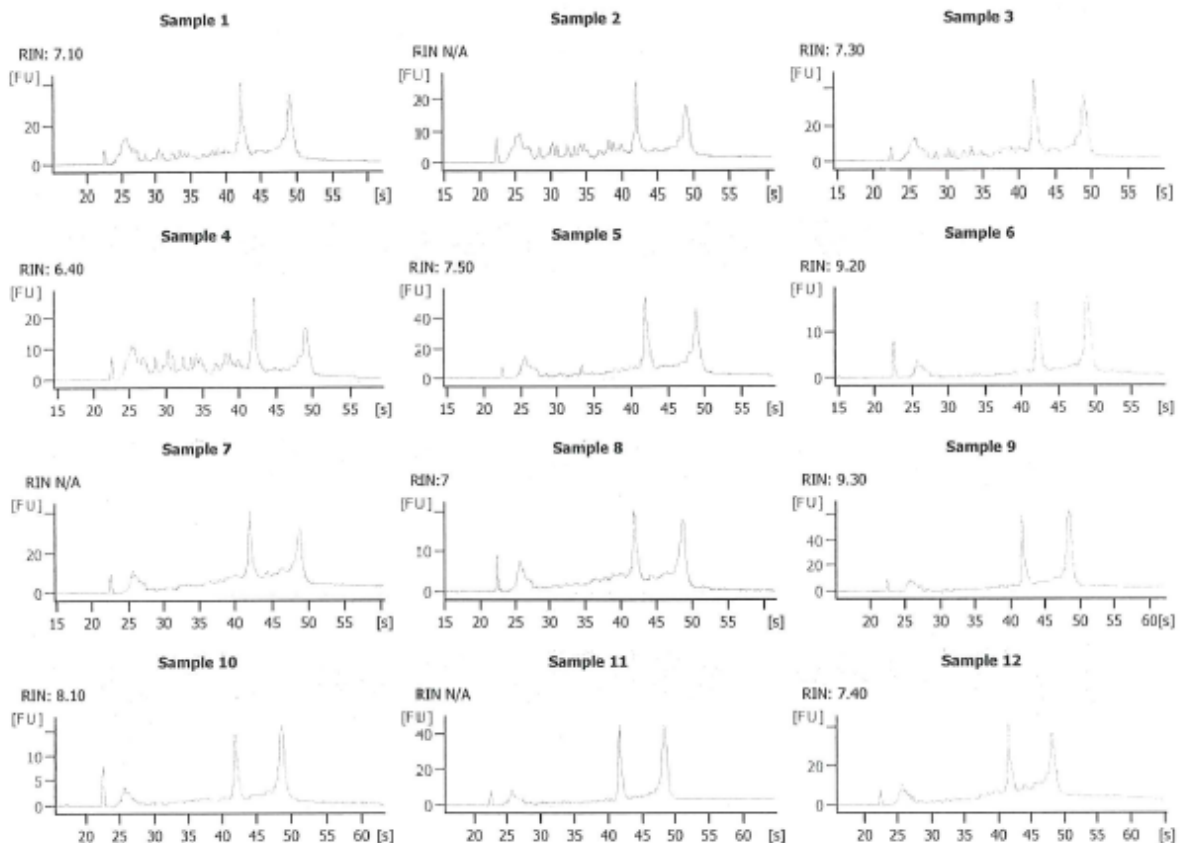 Sample 1
Sample 2
Sample 3
RIN: 7.10
RIN N/A
RIN: 7.30
[FU]
[FU]
[FU]
20
0
30
20
10
0
20
0
20 25 30 35 40 45 50 55 [s]
20 25 30 35 40 45 50 55 60 [s]
15 20 25 30 35 40 45 50 55 [s]
Sample 4
Sample 5
Sample 6
RIN: 6.40
RIN: 7.50
RIN: 9.20
[FU]
[FU]
[FU]
20
10
0
40
20
0
10
0
15 20 25 30 35 40 45 50 55 [s]
15 20 25 30 35 40 45 50 55 [s]
15 20 25 30 35 40 45 50 55 [s]
Sample 7
Sample 8
Sample 9
RIN N/A
RIN:7
RIN: 9.30
[FU]
[FU]
[FU]
20
0
10
0
40
20
0
15 20 25 30 35 40 45 50 55 [s]
15 20 25 30 35 40 45 50 55 [s]
20 25 30 35 40 45 50 55 60[s]
Sample 10
Sample 11
Sample 12
RIN: 8.10
RIN N/A
RIN: 7.40
[FU]
[FU]
[FU]
10
5
0
40
20
0
20
0
20 25 30 35 40 45 50 55 60 [s]
20 25 30 35 40 45 50 55 60 [s]
20 25 30 35 40 45 50 55 60 65 [s]